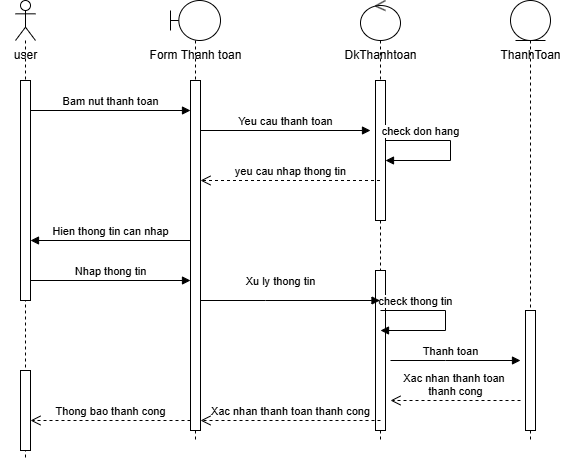 user
Form Thanh toan
DkThanhtoan
ThanhToan
Bam nut thanh toan
Yeu cau thanh toan
check don hang
yeu cau nhap thong tin
Hien thong tin can nhap
Nhap thong tin
Xu ly thong tin
check thong tin
Thanh toan
Xac nhan thanh toan
thanh cong
Thong bao thanh cong
Xac nhan thanh toan thanh cong